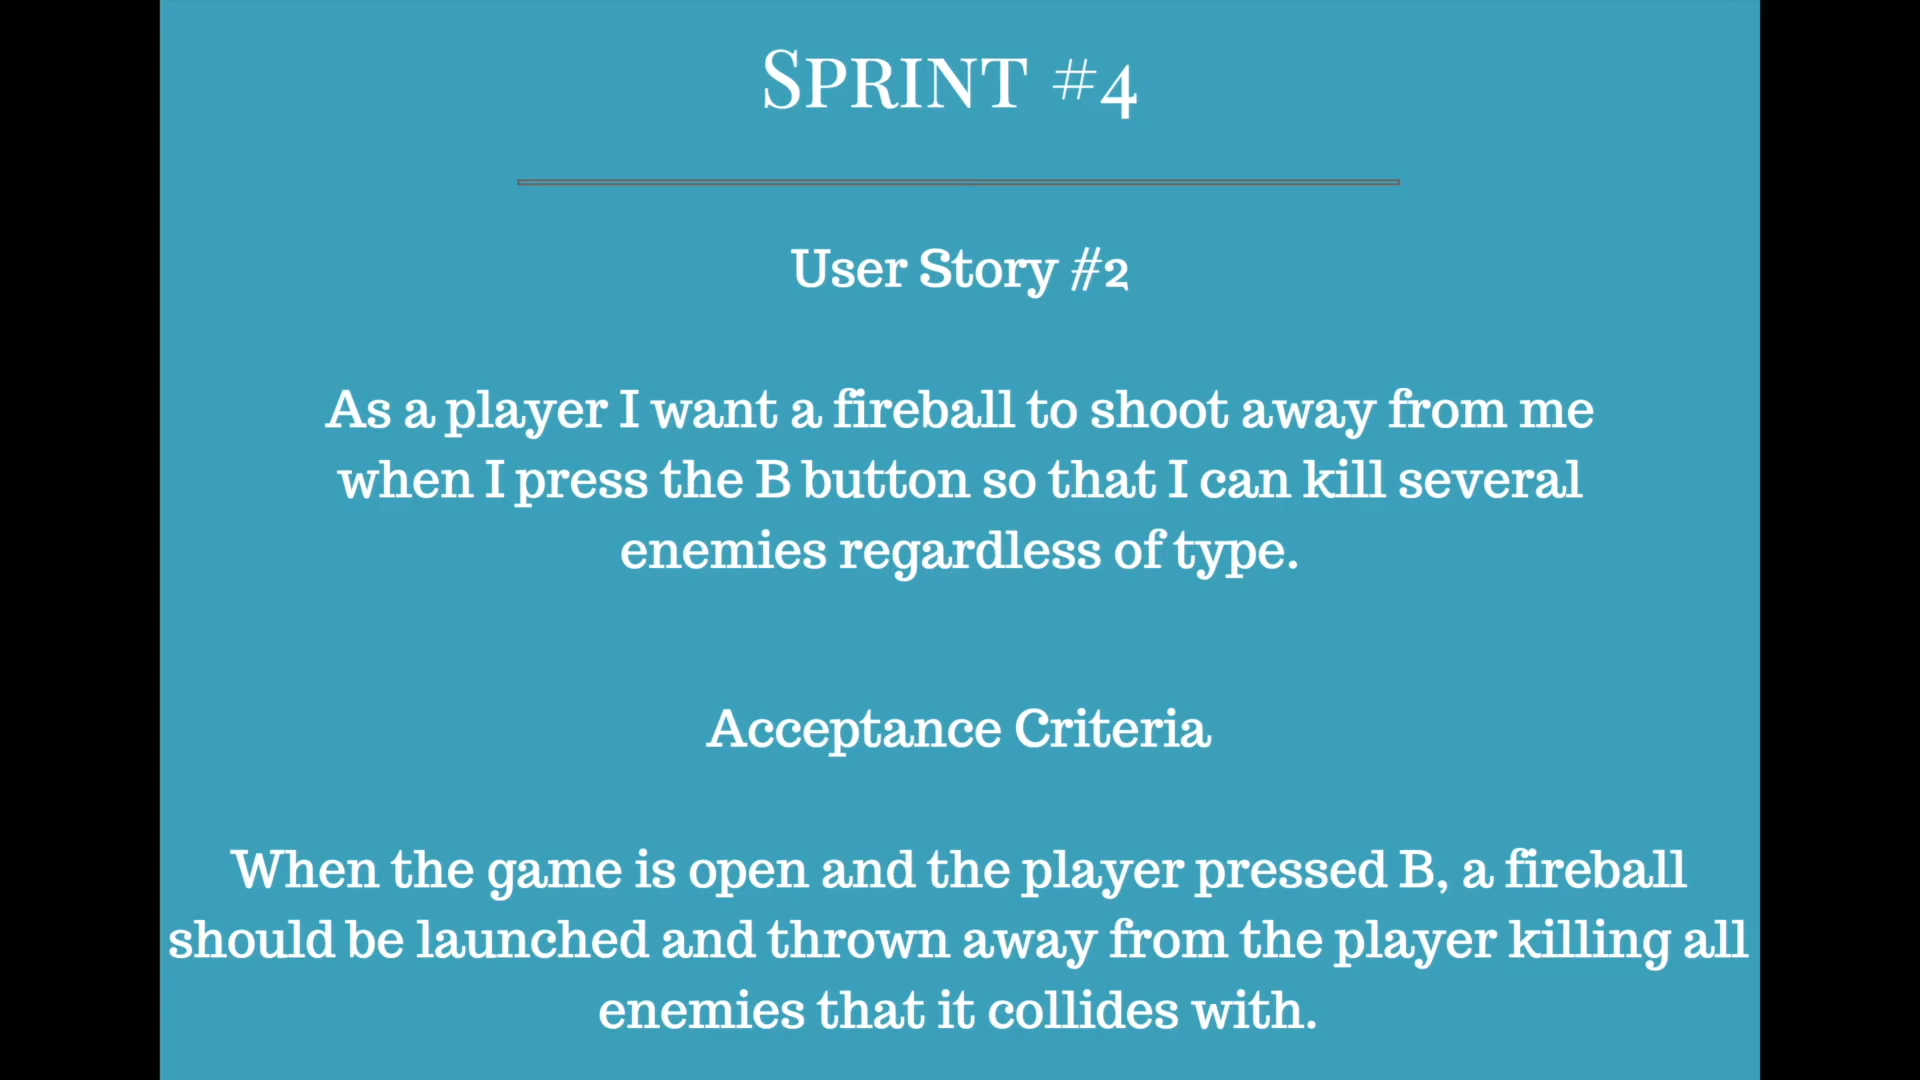 SPRINT #4
User Story #2
As a player I want a fireball to shoot away from me
when I press the B button so that I can kill several
enemies regardless of type.
Acceptance Criteria
When the game is open and the player pressed B, a fireball
should be launched and thrown away from the player killing all
enemies that it collides with.